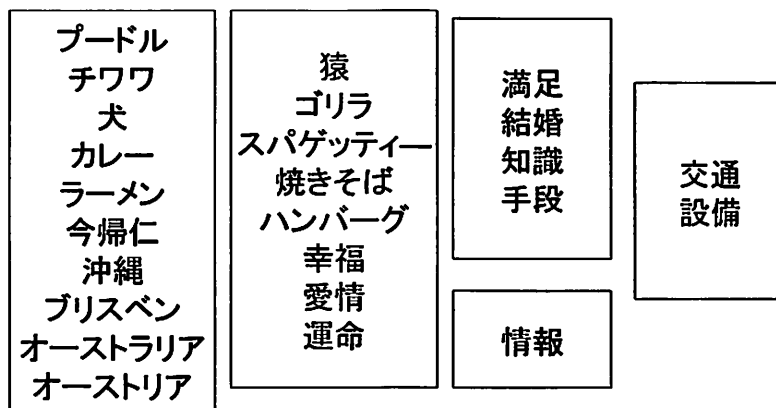 プードル
チワワ
犬
カレー
ラーメン
今帰仁
沖縄
ブリスベン
オーストラリア
オーストリア
猿
ゴリラ
スパゲッティー
焼きそば
ハンバーグ
幸福
愛情
運命
満足
結婚
知識
手段
情報
交通
設備